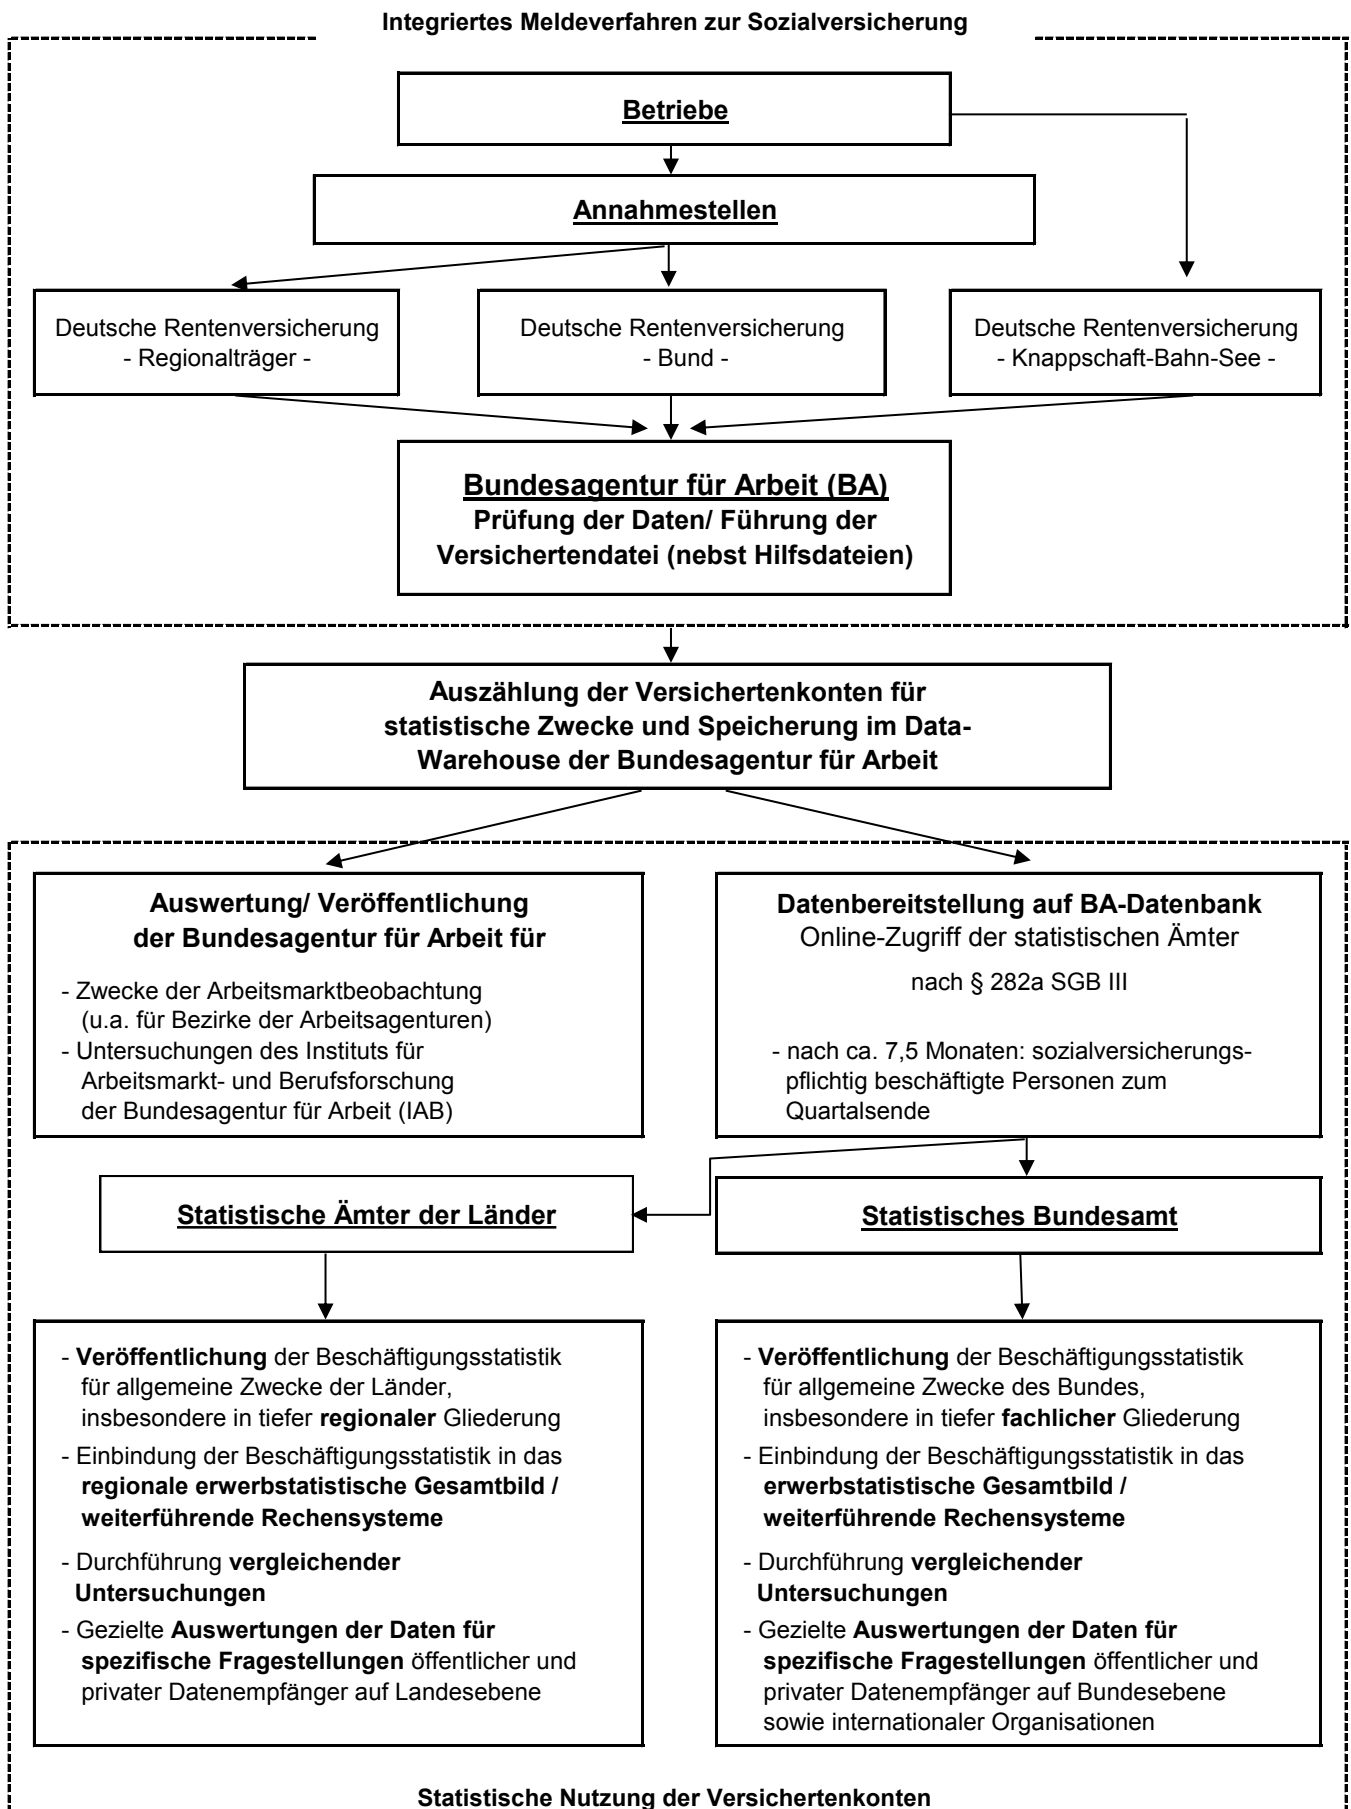 Integriertes Meldeverfahren zur Sozialversicherung
Betriebe
Annahmestellen
Deutsche Rentenversicherung
- Regionalträger -
Deutsche Rentenversicherung
- Bund -
Deutsche Rentenversicherung
- Knappschaft-Bahn-See -
Bundesagentur für Arbeit (BA)
Prüfung der Daten/ Führung der
Versichertendatei (nebst Hilfsdateien)
Auszählung der Versichertenkonten für
statistische Zwecke und Speicherung im Data-
Warehouse der Bundesagentur für Arbeit
Auswertung/ Veröffentlichung
der Bundesagentur für Arbeit für
- Zwecke der Arbeitsmarktbeobachtung
(u.a. für Bezirke der Arbeitsagenturen)
- Untersuchungen des Instituts für
Arbeitsmarkt- und Berufsforschung
der Bundesagentur für Arbeit (IAB)
Datenbereitstellung auf BA-Datenbank
Online-Zugriff der statistischen Ämter
nach § 282a SGB III
- nach ca. 7,5 Monaten: sozialversicherungs-
pflichtig beschäftigte Personen zum
Quartalsende
Statistische Ämter der Länder
Statistisches Bundesamt
- Veröffentlichung der Beschäftigungsstatistik
für allgemeine Zwecke der Länder,
insbesondere in tiefer regionaler Gliederung
- Einbindung der Beschäftigungsstatistik in das
regionale erwerbstatistische Gesamtbild /
weiterführende Rechensysteme
- Durchführung vergleichender
Untersuchungen
- Gezielte Auswertungen der Daten für
spezifische Fragestellungen öffentlicher und
privater Datenempfänger auf Landesebene
- Veröffentlichung der Beschäftigungsstatistik
für allgemeine Zwecke des Bundes,
insbesondere in tiefer fachlicher Gliederung
- Einbindung der Beschäftigungsstatistik in das
erwerbstatistische Gesamtbild /
weiterführende Rechensysteme
- Durchführung vergleichender
Untersuchungen
- Gezielte Auswertungen der Daten für
spezifische Fragestellungen öffentlicher und
privater Datenempfänger auf Bundesebene
sowie internationaler Organisationen
Statistische Nutzung der Versichertenkonten